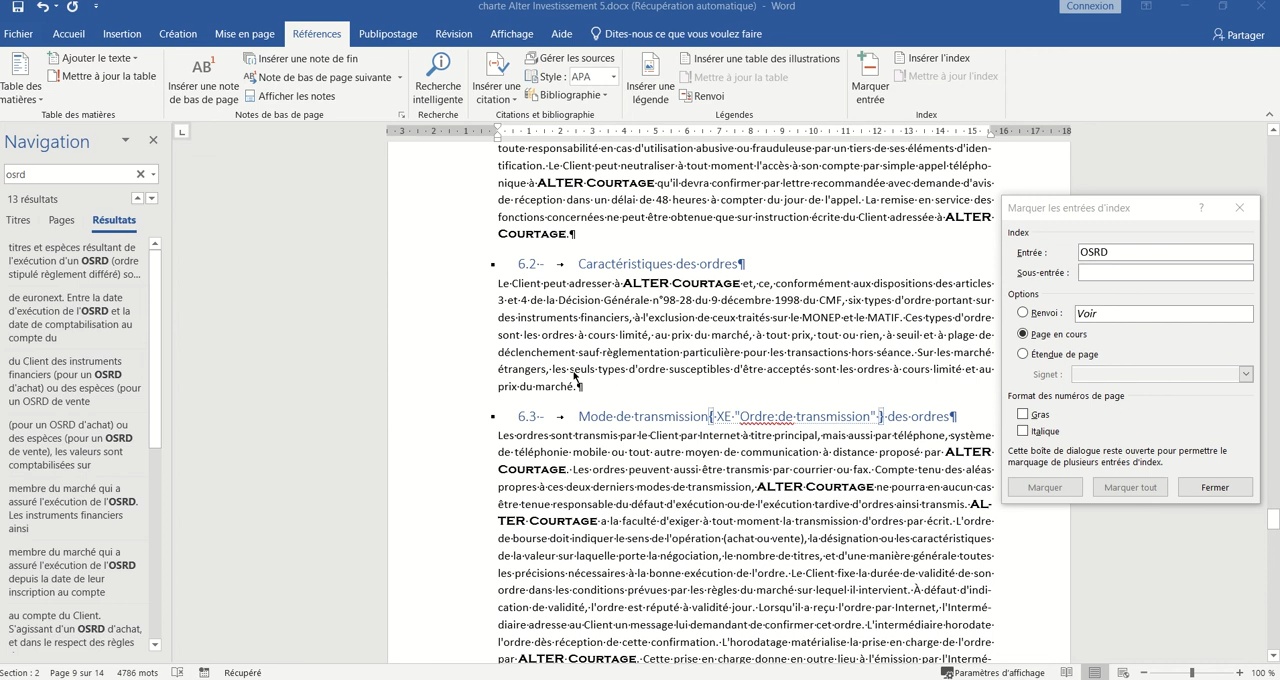 charte Alter Investissement 5.docx (Récupération automatique) - Word
Connexion
Fichier Accueil Insertion Création Mise en page Références Publipostage Révision Affichage Aide Dites-nous ce que vous voulez faire Partager
Table des matières
Ajouter le texte
Mettre à jour la table
Table des matières
AB1
Insérer une note de bas de page
Insérer une note de fin
Note de bas de page suivante
Afficher les notes
Notes de bas de page
Recherche intelligente
Recherche
Insérer une citation
Gérer les sources
Style : APA
Bibliographie
Citations et bibliographie
Insérer une légende
Insérer une table des illustrations
Mettre à jour la table
Renvoi
Légendes
Marquer entrée
Insérer l'index
Mettre à jour l'index
Index
Navigation
osrd
13 résultats
Titres Pages Résultats
titres et espèces résultant de
l'exécution d'un OSRD (ordre
stipulé règlement différé) so...
de euronext. Entre la date
d'exécution de l'OSRD et la
date de comptabilisation au
compte du
du Client des instruments
financiers (pour un OSRD
d'achat) ou des espèces (pour
un OSRD de vente
(pour un OSRD d'achat) ou
des espèces (pour un OSRD
de vente), les valeurs sont
comptabilisées sur
membre du marché qui a
assuré l'exécution de l'OSRD.
Les instruments financiers
ainsi
membre du marché qui a
assuré l'exécution de l'OSRD
depuis la date de leur
inscription au compte
au compte du Client.
S'agissant d'un OSRD d'achat,
et dans le respect des règles
3 2 1 1 2 3 4 5 6 7 8 9 10 11 12 13 14 15 16 17 18
toute·responsabilité·en·cas·d'utilisation·abusive·ou·frauduleuse·par·un·tiers·de·ses·éléments·d'iden-
tification.·Le·Client·peut·neutraliser·à·tout·moment·l'accès·à·son·compte·par·simple·appel·télépho-
nique·à·ALTER·COURTAGE·qu'il·devra·confirmer·par·lettre·recommandée·avec·demande·d'avis·
de·réception·dans·un·délai·de·48·heures·à·compter·du·jour·de·l'appel.·La·remise·en·service·des·
fonctions·concernées·ne·peut·être·obtenue·que·sur·instruction·écrite·du·Client·adressée·à·ALTER·
COURTAGE.¶
6.2·- → Caractéristiques·des·ordres¶
Le·Client·peut·adresser·à·ALTER·COURTAGE·et,·ce,·conformément·aux·dispositions·des·articles·
3·et·4·de·la·Décision·Générale·n°98-28·du·9·décembre·1998·du·CMF,·six·types·d'ordre·portant·sur·
des·instruments·financiers,·à·l'exclusion·de·ceux·traités·sur·le·MONEP·et·le·MATIF.·Ces·types·d'ordre·
sont·les·ordres·à·cours·limité,·au·prix·du·marché,·à·tout·prix,·tout·ou·rien,·à·seuil·et·à·plage·de·
déclenchement·sauf·règlementation·particulière·pour·les·transactions·hors·séance.·Sur·les·marché·
étrangers,·les·seuls·types·d'ordre·susceptibles·d'être·acceptés·sont·les·ordres·à·cours·limité·et·au·
prix·du·marché.¶
6.3·- → Mode·de·transmission{·XE·"Ordre:de·transmission"·}·des·ordres¶
Les·ordres·sont·transmis·par·le·Client·par·Internet·à·titre·principal,·mais·aussi·par·téléphone,·système·
de·téléphonie·mobile·ou·tout·autre·moyen·de·communication·à·distance·proposé·par·ALTER·
COURTAGE.·Les·ordres·peuvent·aussi·être·transmis·par·courrier·ou·fax.·Compte·tenu·des·aléas·
propres·à·ces·deux·derniers·modes·de·transmission,·ALTER·COURTAGE·ne·pourra·en·aucun·cas·
être·tenue·responsable·du·défaut·d'exécution·ou·de·l'exécution·tardive·d'ordres·ainsi·transmis.·AL-
TER·COURTAGE·a·la·faculté·d'exiger·à·tout·moment·la·transmission·d'ordres·par·écrit.·L'ordre·
de·bourse·doit·indiquer·le·sens·de·l'opération·(achat·ou·vente),·la·désignation·ou·les·caractéristiques·
de·la·valeur·sur·laquelle·porte·la·négociation,·le·nombre·de·titres,·et·d'une·manière·générale·toutes·
les·précisions·nécessaires·à·la·bonne·exécution·de·l'ordre.·Le·Client·fixe·la·durée·de·validité·de·son·
ordre·dans·les·conditions·prévues·par·les·règles·du·marché·sur·lequel·il·intervient.·À·défaut·d'indi-
cation·de·validité,·l'ordre·est·réputé·à·validité·jour.·Lorsqu'il·a·reçu·l'ordre·par·Internet,·l'Intermé-
diaire·adresse·au·Client·un·message·lui·demandant·de·confirmer·cet·ordre.·L'intermédiaire·horodate·
l'ordre·dès·réception·de·cette·confirmation.·L'horodatage·matérialise·la·prise·en·charge·de·l'ordre·
par·ALTER·COURTAGE.·Cette·prise·en·charge·donne·en·outre·lieu·à·l'émission·par·l'Intermé-
Marquer les entrées d'index ?
Index
Entrée : OSRD
Sous-entrée :
Options
Renvoi : Voir
Page en cours
Étendue de page
Signet :
Format des numéros de page
Gras
Italique
Cette boîte de dialogue reste ouverte pour permettre le
marquage de plusieurs entrées d'index.
Marquer Marquer tout Fermer
Section : 2 Page 9 sur 14 4786 mots Récupéré Paramètres d'affichage 100 %